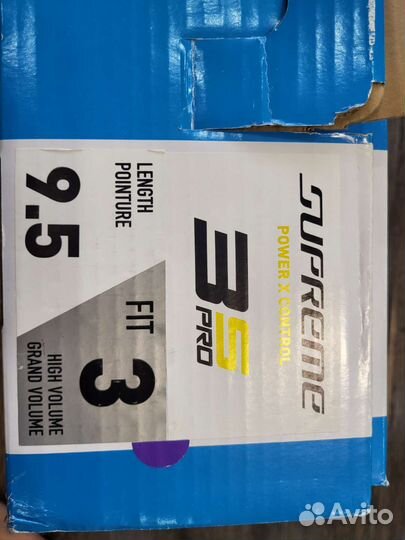 SUPREME
POWER X CONTROL
3S
PRO
LENGTH
POINTURE
9.5
FIT
3
HIGH VOLUME
GRAND VOLUME
Avito